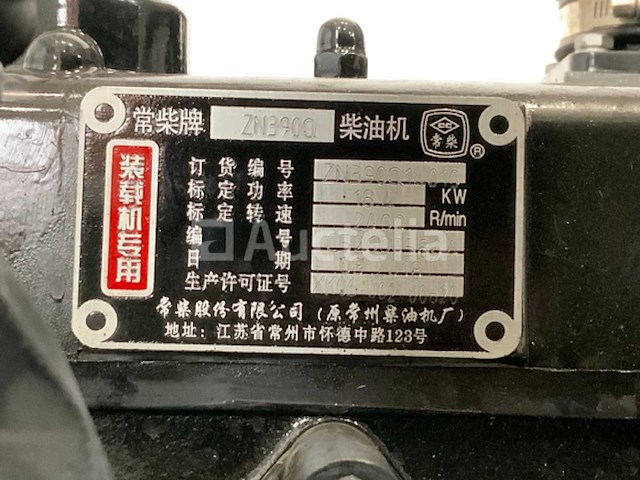 常柴牌 ZN390Q 柴油机 常柴 ®
装载机专用
订货编号
标定功率 KW
标定转速 R/min
编号
日期
生产许可证号
常柴股份有限公司（原常州柴油机厂）
地址：江苏省常州市怀德中路123号
Auctelia